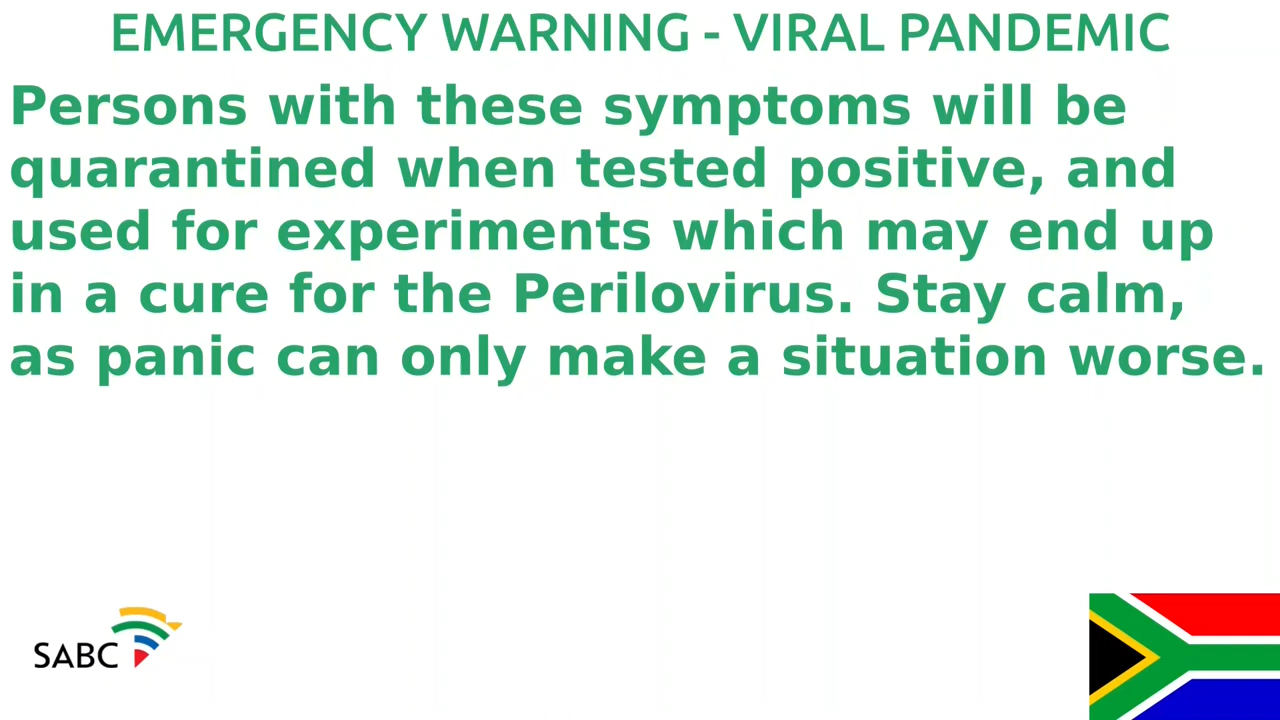 EMERGENCY WARNING - VIRAL PANDEMIC
Persons with these symptoms will be
quarantined when tested positive, and
used for experiments which may end up
in a cure for the Perilovirus. Stay calm,
as panic can only make a situation worse.
SABC